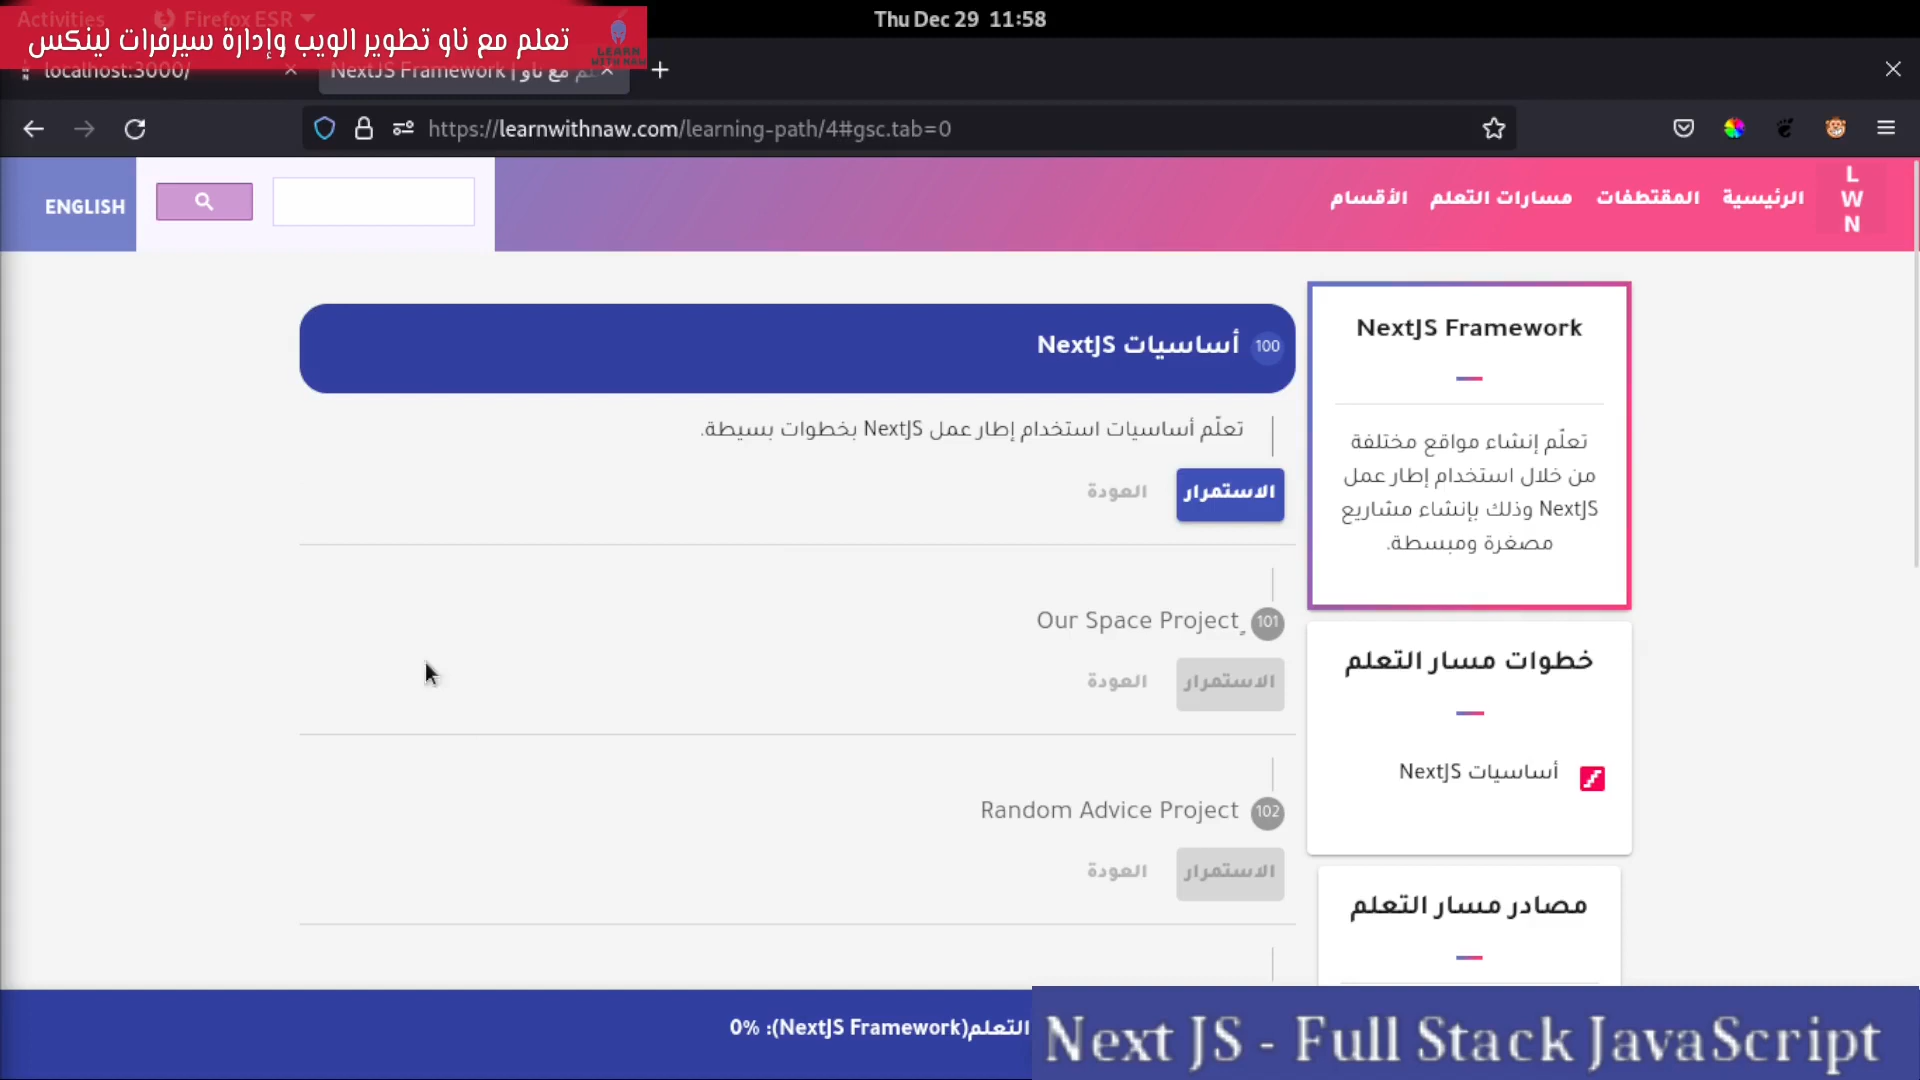 Activities
Firefox ESR
Thu Dec 29 11:58
تعلم مع ناو تطوير الويب وإدارة سيرفرات لينكس
LEARN
WITH NAW
localhost:3000/
NextJS Framework | علم مع ناو
https://learnwithnaw.com/learning-path/4#gsc.tab=0
L
W
N
الرئيسية
المقتطفات
مسارات التعلم
الأقسام
ENGLISH
NextJS Framework
تعلّم إنشاء مواقع مختلفة
من خلال استخدام إطار عمل
NextJS وذلك بإنشاء مشاريع
مصغرة ومبسطة.
خطوات مسار التعلم
أساسيات NextJS
مصادر مسار التعلم
100 أساسيات NextJS
تعلّم أساسيات استخدام إطار عمل NextJS بخطوات بسيطة.
الاستمرار
العودة
101 ٍOur Space Project
الاستمرار
العودة
102 Random Advice Project
الاستمرار
العودة
التعلم(NextJS Framework): 0%
Next JS - Full Stack JavaScript